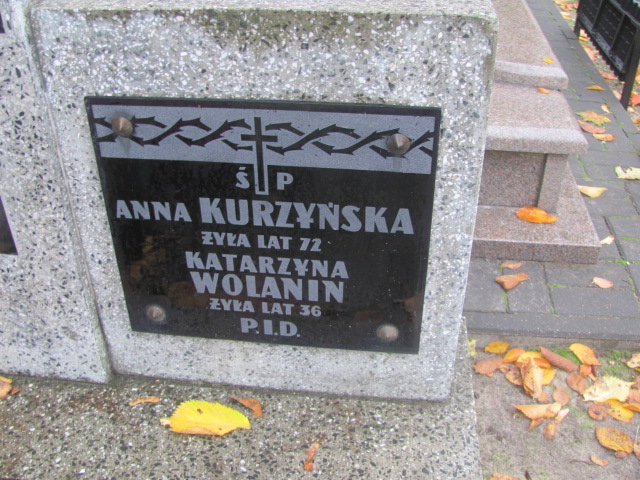 Ś P
ANNA KURZYŃSKA
ŻYŁA LAT 72
KATARZYNA
WOLANIN
ŻYŁA LAT 36
P.I.D.